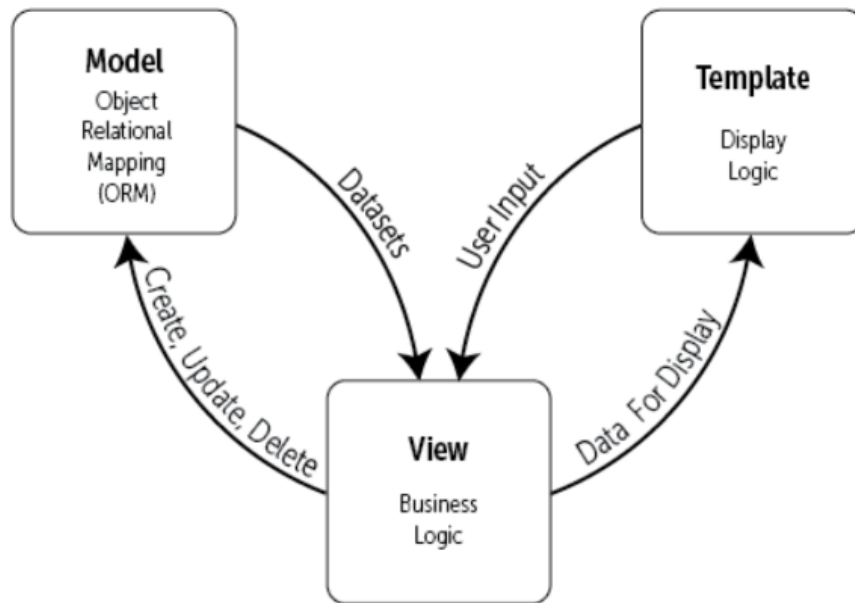 Model
Object
Relational
Mapping
(ORM)
Template
Display
Logic
Datasets
User Input
Create, Update, Delete
Data For Display
View
Business
Logic